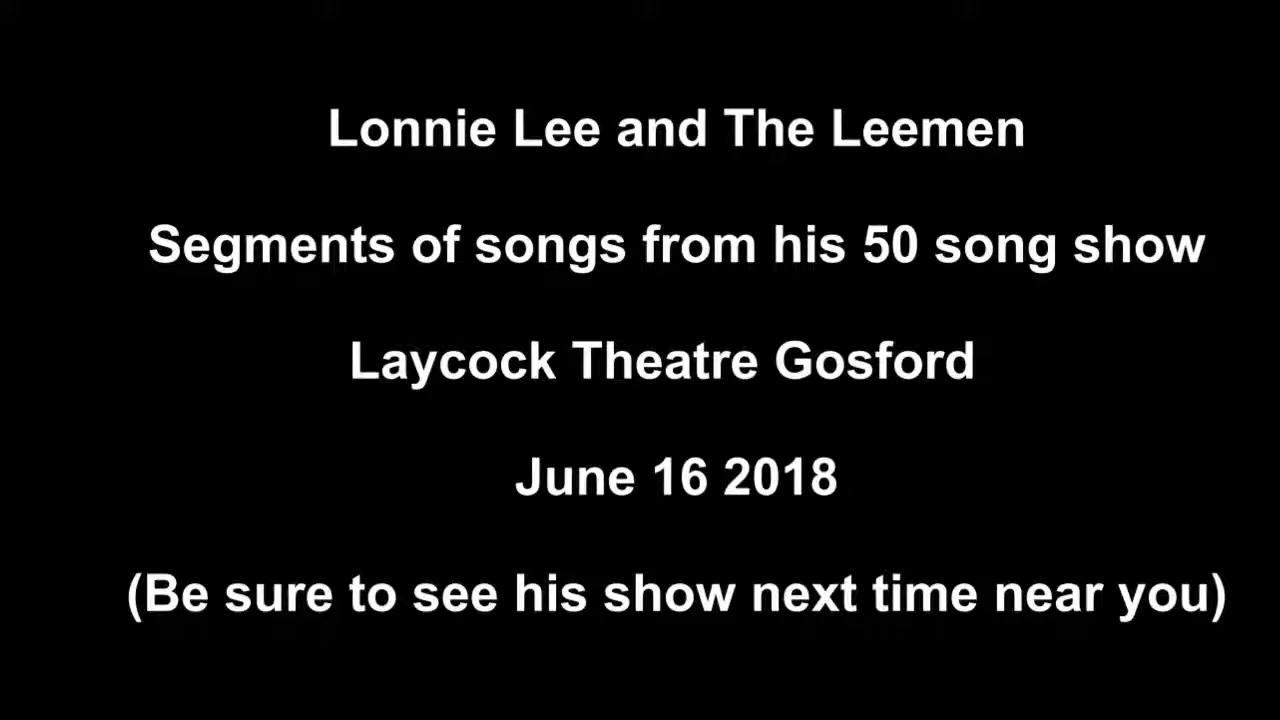 Lonnie Lee and The Leemen
Segments of songs from his 50 song show
Laycock Theatre Gosford
June 16 2018
(Be sure to see his show next time near you)